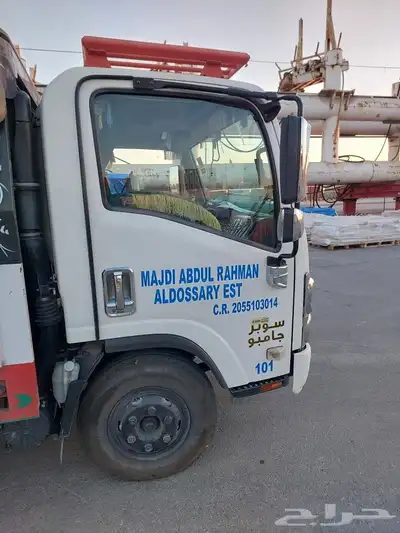 MAJDI ABDUL RAHMAN
ALDOSSARY EST
C.R. 2055103014
سوبر
جامبو
101
حراج